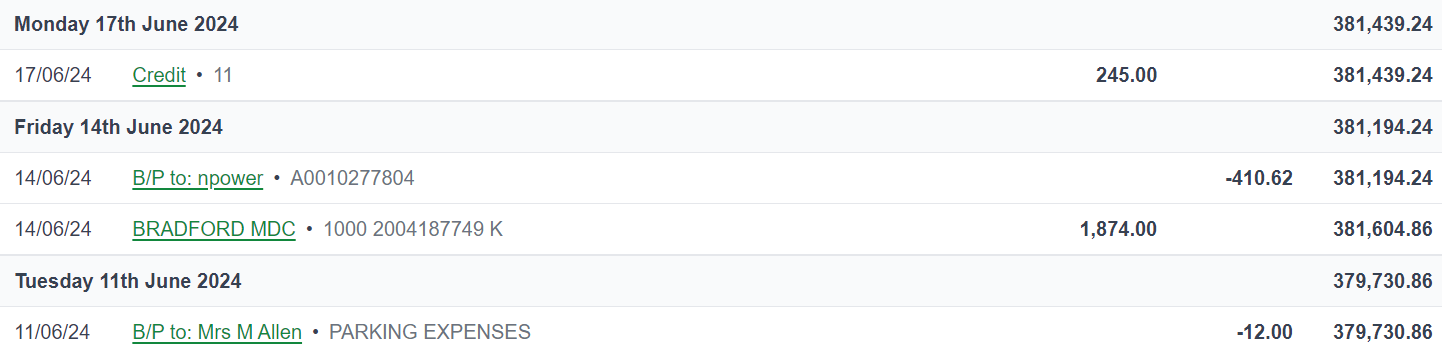 Monday 17th June 2024 381,439.24
17/06/24 Credit • 11 245.00 381,439.24
Friday 14th June 2024 381,194.24
14/06/24 B/P to: npower • A0010277804 -410.62 381,194.24
14/06/24 BRADFORD MDC • 1000 2004187749 K 1,874.00 381,604.86
Tuesday 11th June 2024 379,730.86
11/06/24 B/P to: Mrs M Allen • PARKING EXPENSES -12.00 379,730.86